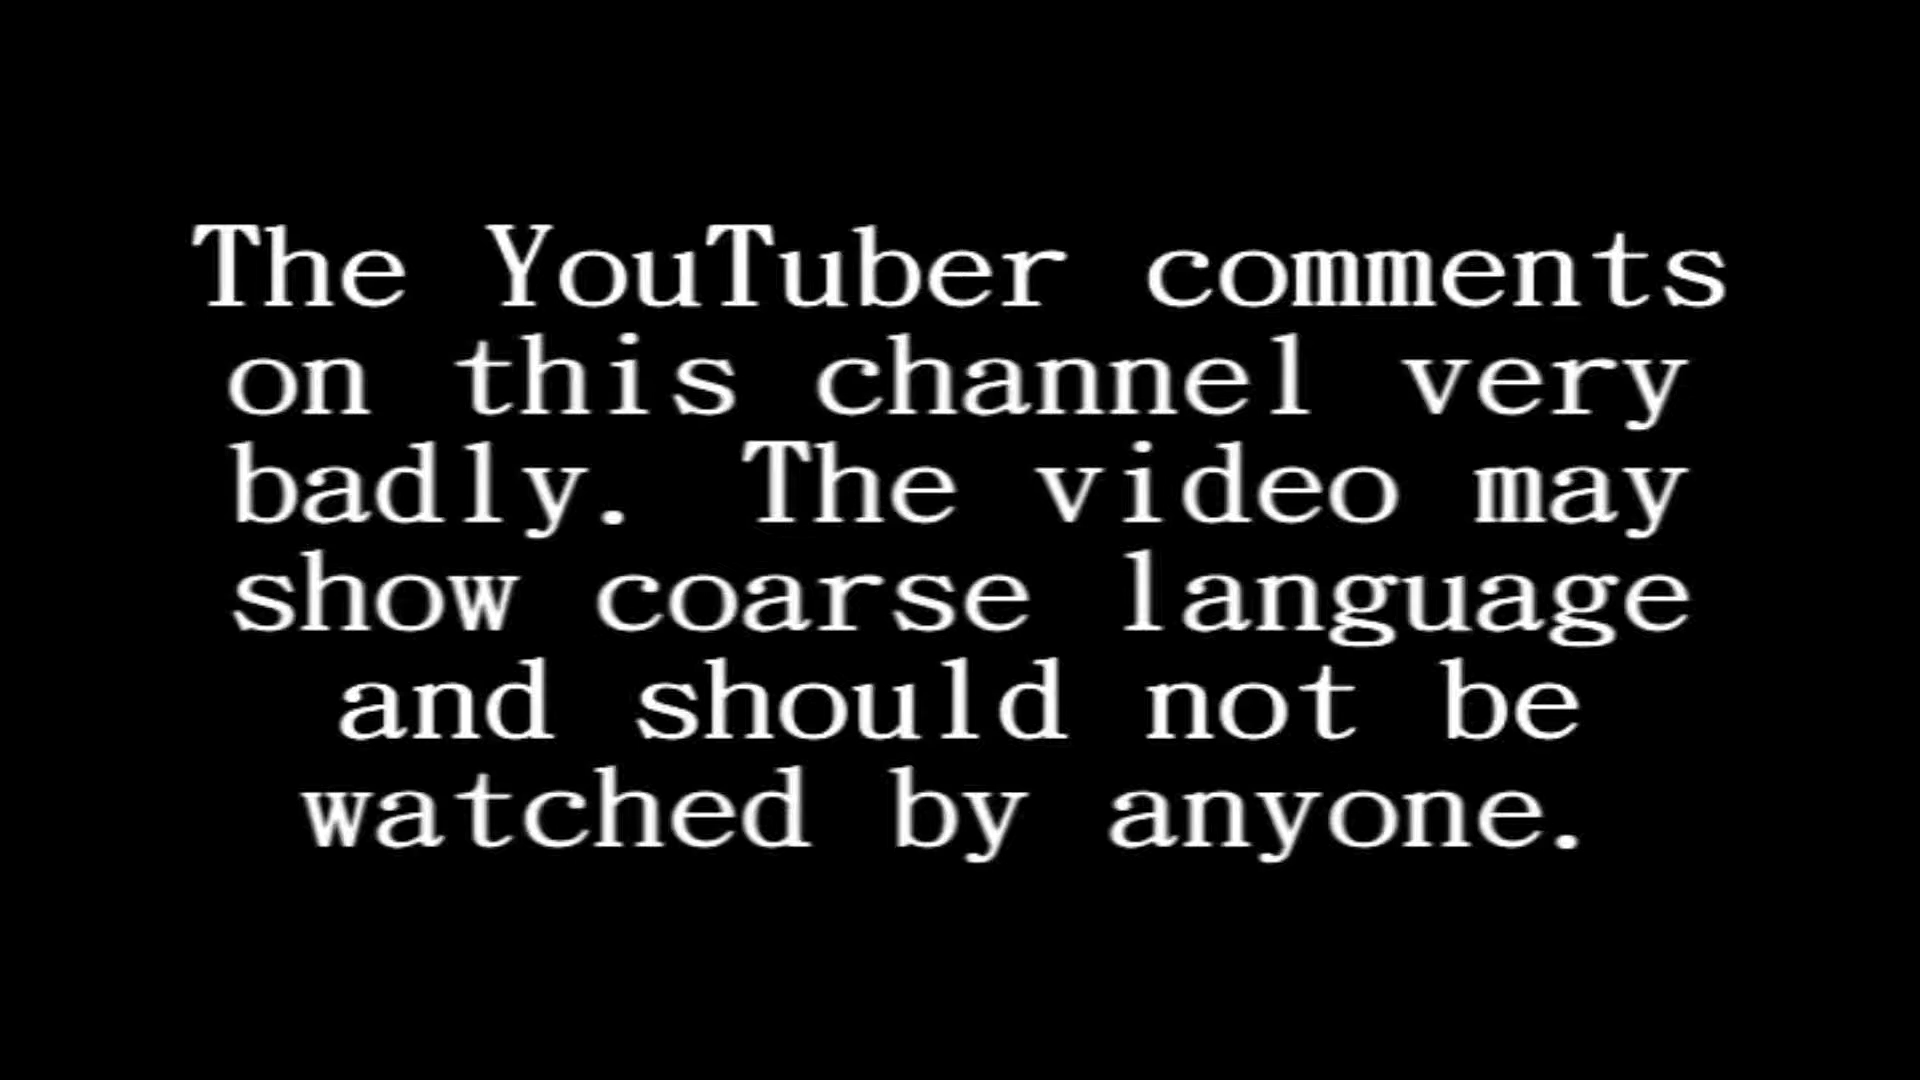 The YouTuber comments
on this channel very
badly. The video may
show coarse language
and should not be
watched by anyone.